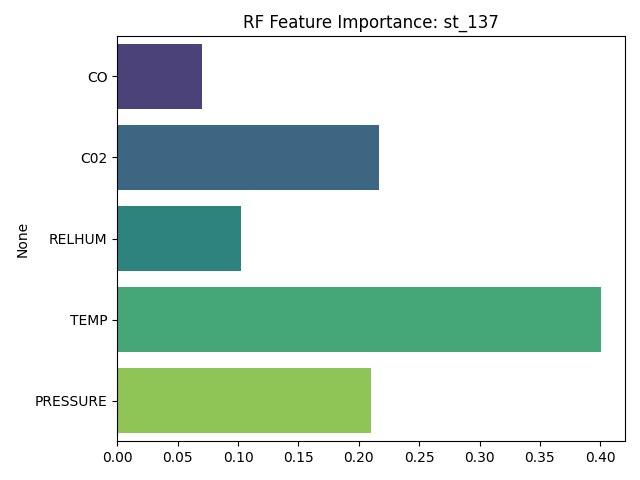 RF Feature Importance: st_137
CO
C02
RELHUM
TEMP
PRESSURE
None
0.00 0.05 0.10 0.15 0.20 0.25 0.30 0.35 0.40